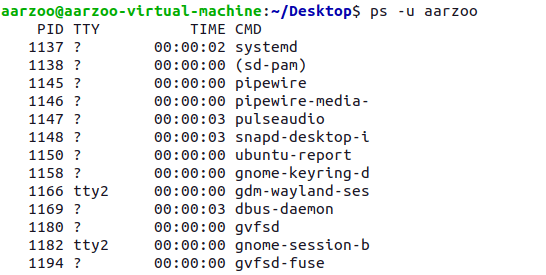 aarzoo@aarzoo-virtual-machine:~/Desktop$ ps -u aarzoo
    PID TTY          TIME CMD
   1137 ?        00:00:02 systemd
   1138 ?        00:00:00 (sd-pam)
   1145 ?        00:00:00 pipewire
   1146 ?        00:00:00 pipewire-media-
   1147 ?        00:00:03 pulseaudio
   1148 ?        00:00:03 snapd-desktop-i
   1150 ?        00:00:00 ubuntu-report
   1158 ?        00:00:00 gnome-keyring-d
   1166 tty2     00:00:00 gdm-wayland-ses
   1169 ?        00:00:03 dbus-daemon
   1180 ?        00:00:00 gvfsd
   1182 tty2     00:00:00 gnome-session-b
   1194 ?        00:00:00 gvfsd-fuse